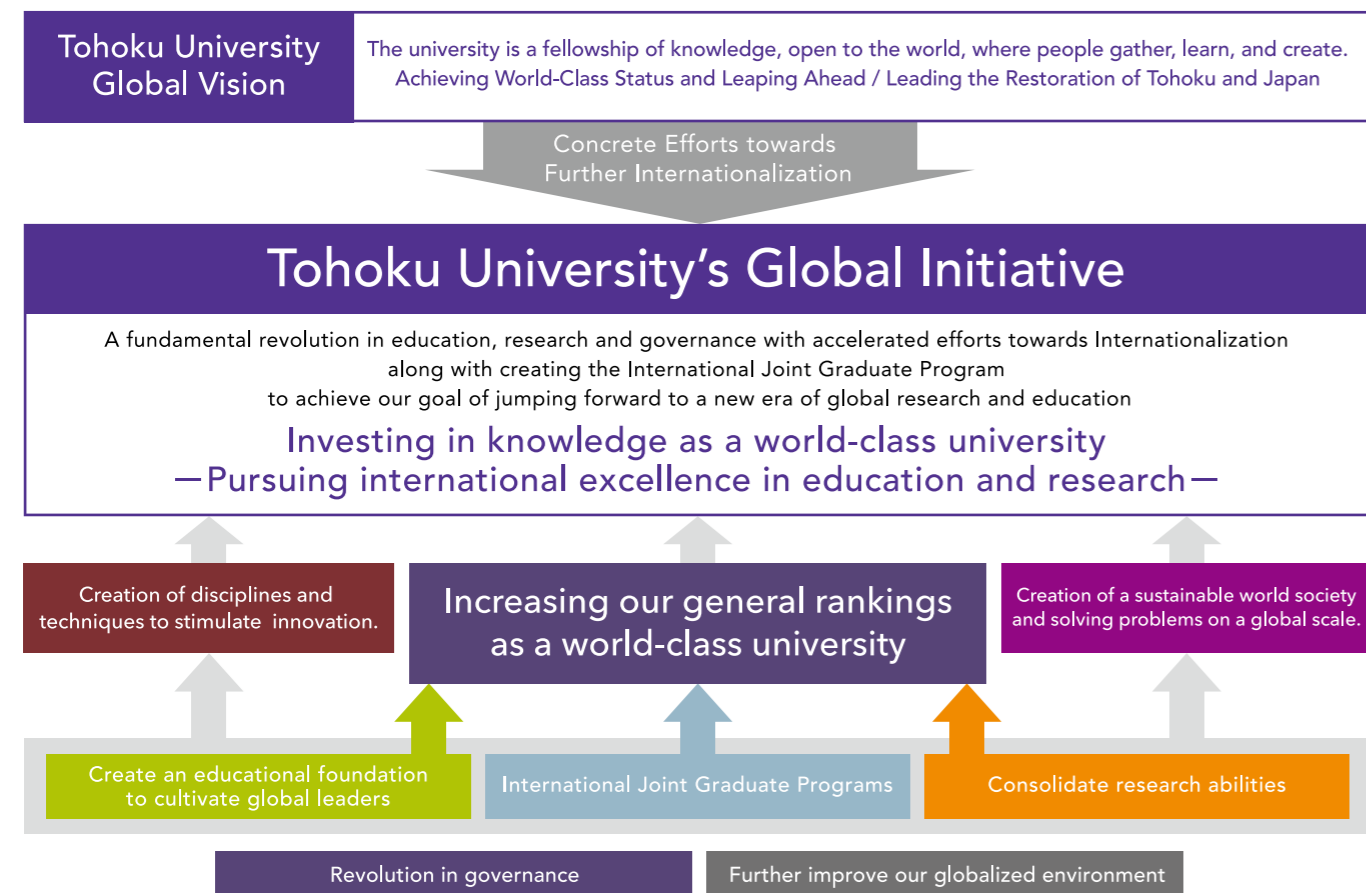 Tohoku University
Global Vision
The university is a fellowship of knowledge, open to the world, where people gather, learn, and create.
Achieving World-Class Status and Leaping Ahead / Leading the Restoration of Tohoku and Japan
Concrete Efforts towards
Further Internationalization
Tohoku University's Global Initiative
A fundamental revolution in education, research and governance with accelerated efforts towards Internationalization
along with creating the International Joint Graduate Program
to achieve our goal of jumping forward to a new era of global research and education
Investing in knowledge as a world-class university
—Pursuing international excellence in education and research—
Creation of disciplines and
techniques to stimulate innovation.
Increasing our general rankings
as a world-class university
Creation of a sustainable world society
and solving problems on a global scale.
Create an educational foundation
to cultivate global leaders
International Joint Graduate Programs
Consolidate research abilities
Revolution in governance
Further improve our globalized environment